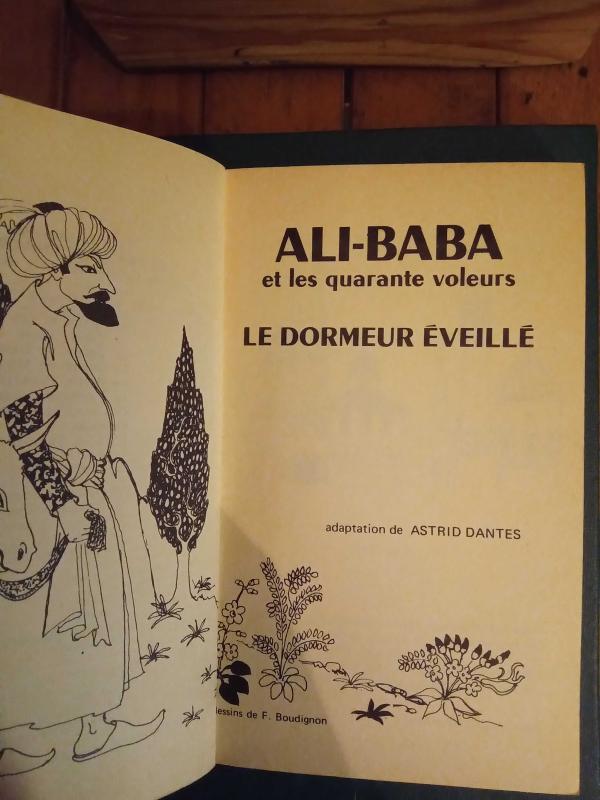 ALI-BABA
et les quarante voleurs
LE DORMEUR ÉVEILLÉ
adaptation de ASTRID DANTES
dessins de F. Boudignon